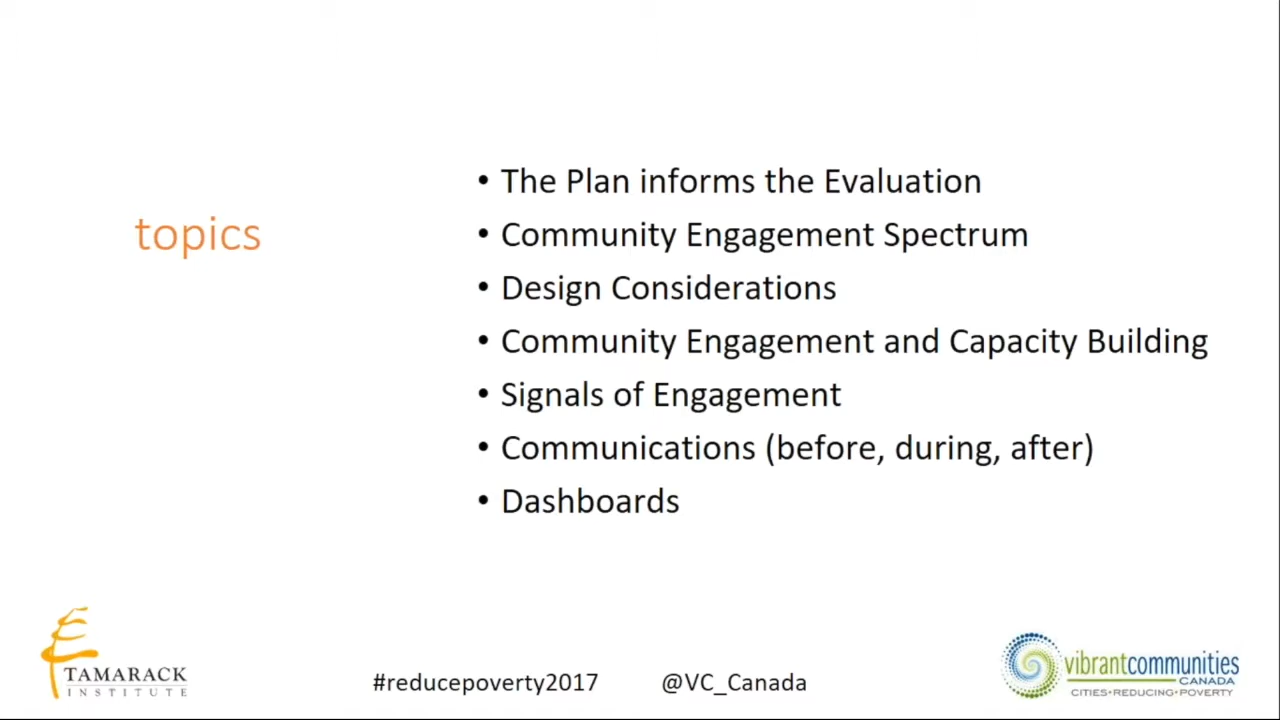 topics
• The Plan informs the Evaluation
• Community Engagement Spectrum
• Design Considerations
• Community Engagement and Capacity Building
• Signals of Engagement
• Communications (before, during, after)
• Dashboards
TAMARACK
INSTITUTE
#reducepoverty2017
@VC_Canada
vibrantcommunities
CANADA
CITIES•REDUCING•POVERTY